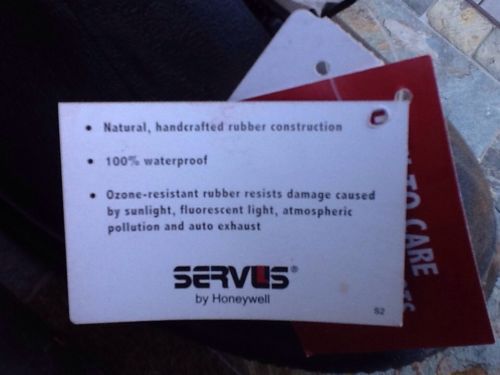 • Natural, handcrafted rubber construction
• 100% waterproof
• Ozone-resistant rubber resists damage caused
by sunlight, fluorescent light, atmospheric
pollution and auto exhaust
SERVUS®
by Honeywell
S2
TO CARE